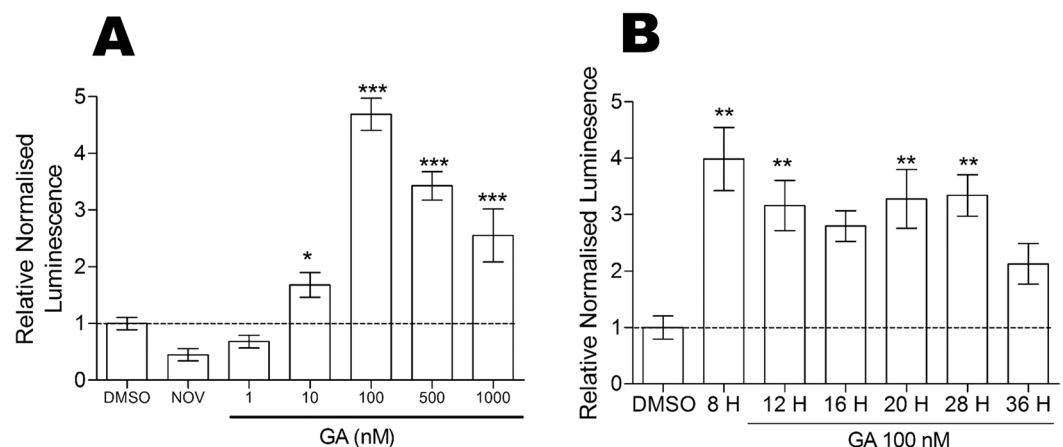 A
Relative Normalised
Luminescence
5
4
3
2
1
0
***
***
***
*
DMSO NOV 1 10 100 500 1000
GA (nM)
B
Relative Normalised Luminesence
5
4
3
2
1
0
**
**
**
**
DMSO 8 H 12 H 16 H 20 H 28 H 36 H
GA 100 nM